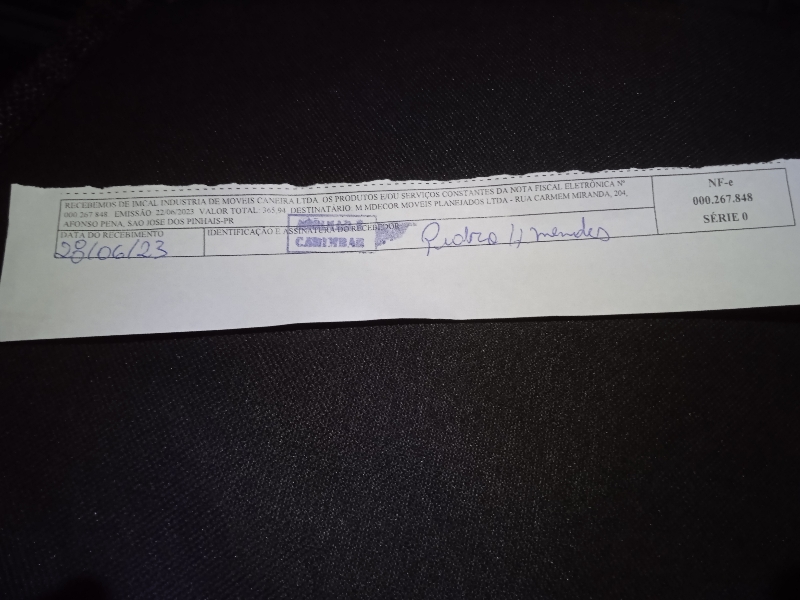 RECEBEMOS DE IMCAL INDUSTRIA DE MOVEIS CANEIRA LTDA OS PRODUTOS E/OU SERVIÇOS CONSTANTES DA NOTA FISCAL ELETRÔNICA Nº
000.267.848 EMISSÃO 22/06/2023 VALOR TOTAL 365,94 DESTINATÁRIO M MDECOR MOVEIS PLANEJADOS LTDA - RUA CARMEM MIRANDA, 204,
AFONSO PENA, SAO JOSE DOS PINHAIS-PR
NF-e
000.267.848
SÉRIE 0
DATA DO RECEBIMENTO
28/06/23
IDENTIFICAÇÃO E ASSINATURA DO RECEBEDOR
CARIMBAR
Pedro H mendes